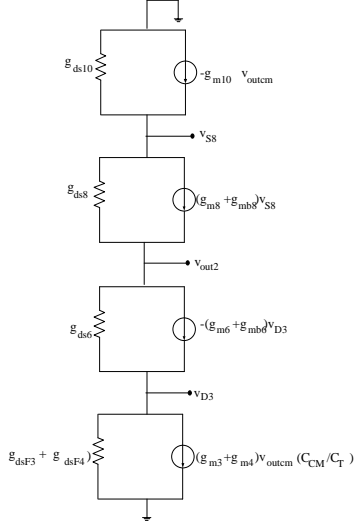 g_ds10
-g_m10 v_outcm
v_S8
g_ds8
(g_m8 +g_mb8)v_S8
v_out2
g_ds6
-(g_m6 +g_mb6)v_D3
v_D3
g_dsF3 + g_dsF4
(g_m3 +g_m4)v_outcm (C_CM /C_T )